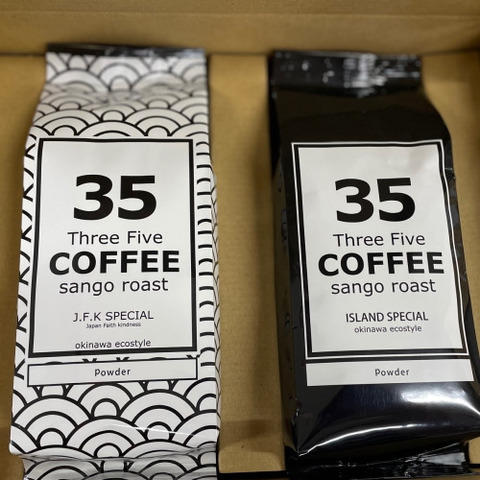 35
Three Five
COFFEE
sango roast
J.F.K SPECIAL
Japan Faith kindness
okinawa ecostyle
Powder
35
Three Five
COFFEE
sango roast
ISLAND SPECIAL
okinawa ecostyle
Powder